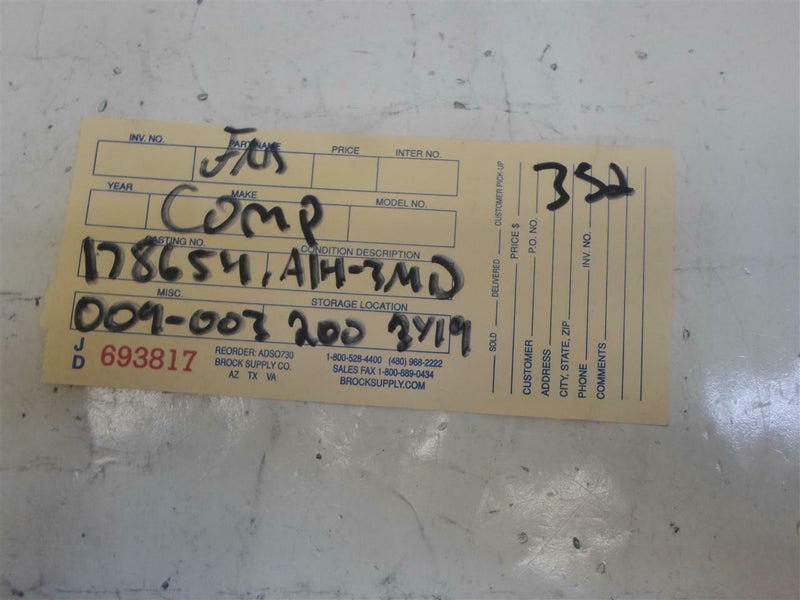 INV. NO. PART NAME PRICE INTER NO.
YEAR MAKE MODEL NO.
COMP
CASTING NO. CONDITION DESCRIPTION
178654, A1H-3MD
MISC. STORAGE LOCATION
009-003 200 3Y19
JD 693817
REORDER: ADSO730
BROCK SUPPLY CO.
AZ TX VA
1-800-528-4400 (480) 968-2222
SALES FAX 1-800-889-0434
BROCKSUPPLY.COM
SOLD DELIVERED CUSTOMER PICK-UP
PRICE $
CUSTOMER P.O. NO.
352
ADDRESS
CITY, STATE, ZIP
PHONE INV. NO.
COMMENTS